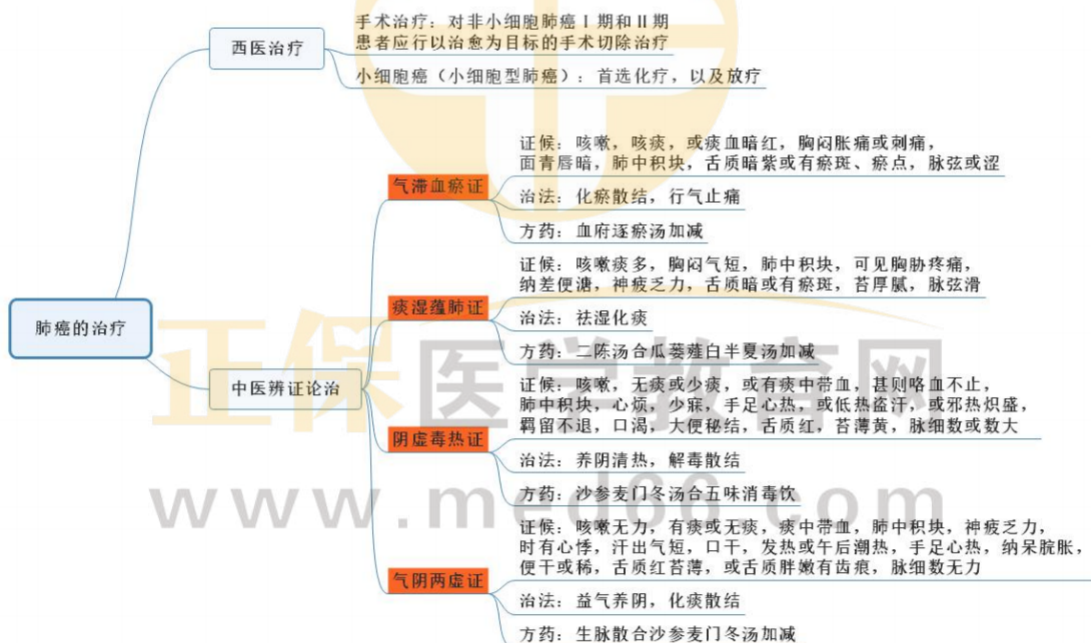 肺癌的治疗
西医治疗
手术治疗：对非小细胞肺癌Ⅰ期和Ⅱ期
患者应行以治愈为目标的手术切除治疗
小细胞癌（小细胞型肺癌）：首选化疗，以及放疗
中医辨证论治
气滞血瘀证
证候：咳嗽，咳痰，或痰血暗红，胸闷胀痛或刺痛，
面青唇暗，肺中积块，舌质暗紫或有瘀斑、瘀点，脉弦或涩
治法：化瘀散结，行气止痛
方药：血府逐瘀汤加减
痰湿蕴肺证
证候：咳嗽痰多，胸闷气短，肺中积块，可见胸胁疼痛，
纳差便溏，神疲乏力，舌质暗或有瘀斑，苔厚腻，脉弦滑
治法：祛湿化痰
方药：二陈汤合瓜蒌薤白半夏汤加减
阴虚毒热证
证候：咳嗽，无痰或少痰，或有痰中带血，甚则咯血不止，
肺中积块，心烦，少寐，手足心热，或低热盗汗，或邪热炽盛，
羁留不退，口渴，大便秘结，舌质红，苔薄黄，脉细数或数大
治法：养阴清热，解毒散结
方药：沙参麦门冬汤合五味消毒饮
气阴两虚证
证候：咳嗽无力，有痰或无痰，痰中带血，肺中积块，神疲乏力，
时有心悸，汗出气短，口干，发热或午后潮热，手足心热，纳呆脘胀，
便干或稀，舌质红苔薄，或舌质胖嫩有齿痕，脉细数无力
治法：益气养阴，化痰散结
方药：生脉散合沙参麦门冬汤加减
正保医学教育网
www.med66.com